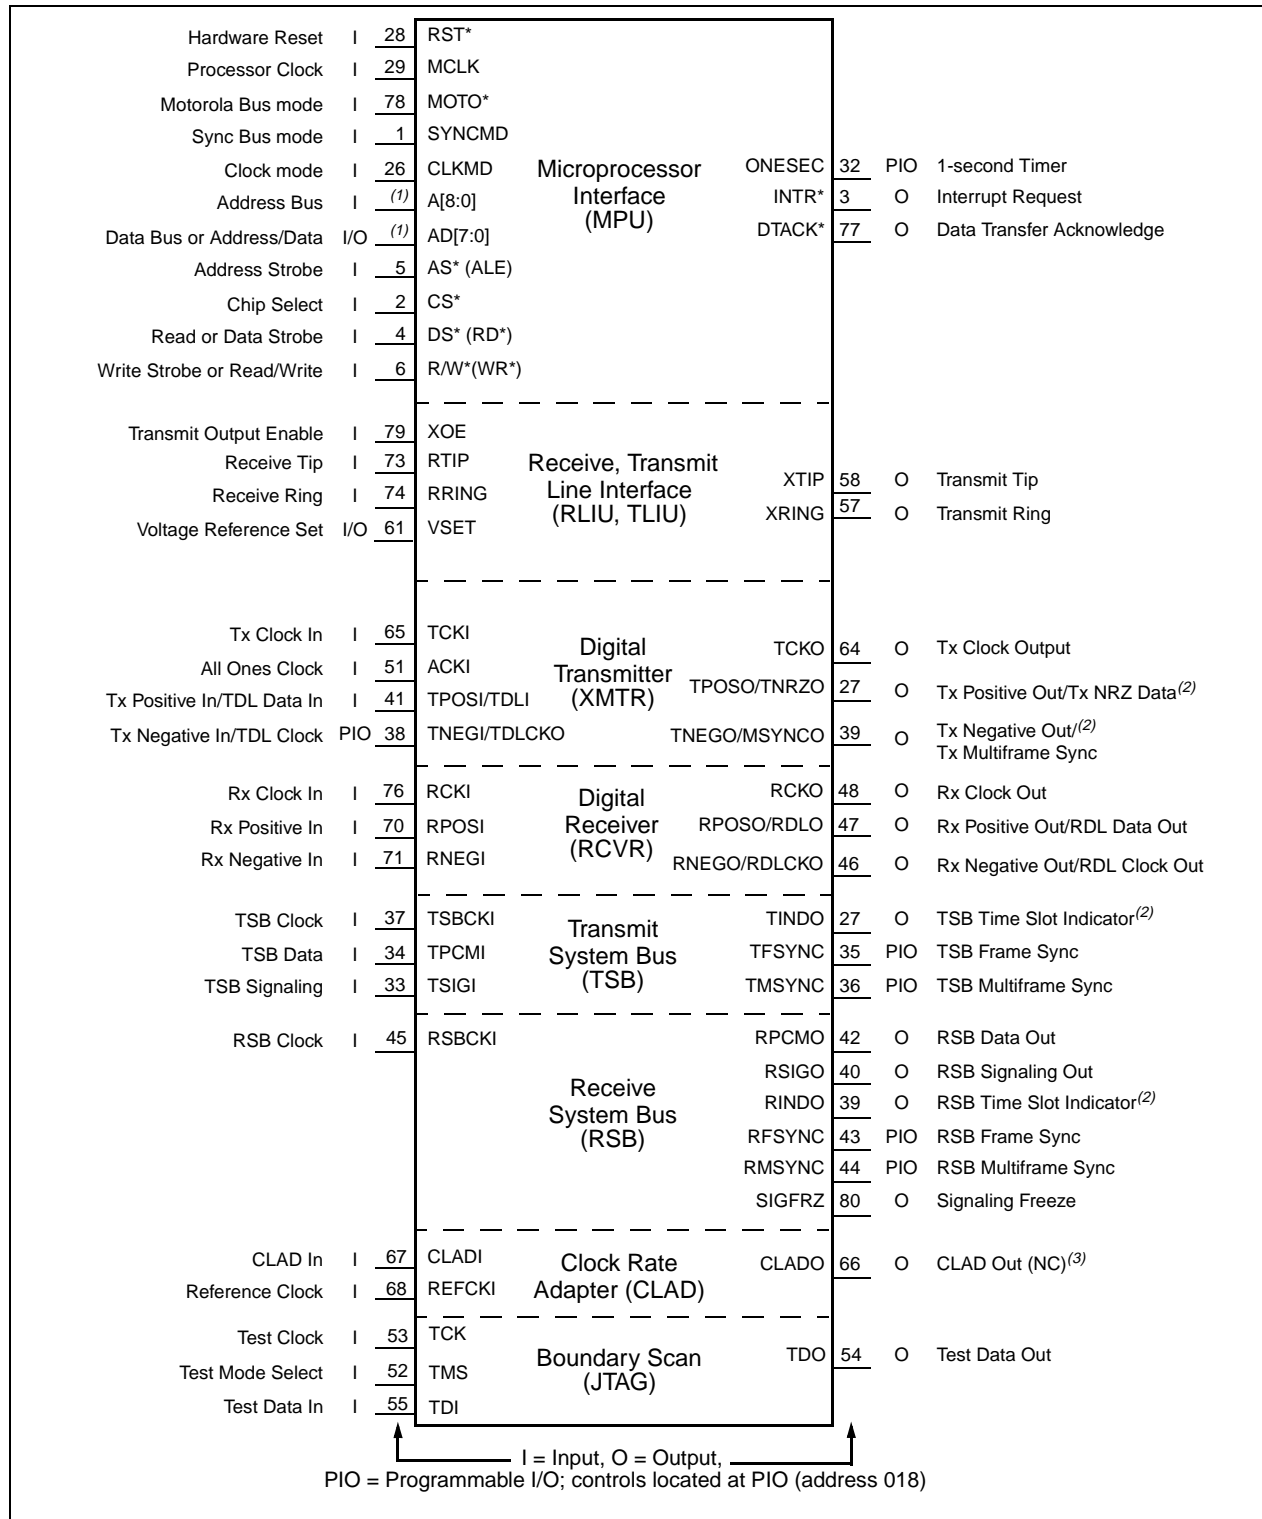 Hardware Reset I 28 RST*
Processor Clock I 29 MCLK
Motorola Bus mode I 78 MOTO*
Sync Bus mode I 1 SYNCMD
Clock mode I 26 CLKMD
Address Bus I (1) A[8:0]
Data Bus or Address/Data I/O (1) AD[7:0]
Address Strobe I 5 AS* (ALE)
Chip Select I 2 CS*
Read or Data Strobe I 4 DS* (RD*)
Write Strobe or Read/Write I 6 R/W*(WR*)
Microprocessor
Interface
(MPU)
ONESEC 32 PIO 1-second Timer
INTR* 3 O Interrupt Request
DTACK* 77 O Data Transfer Acknowledge
Transmit Output Enable I 79 XOE
Receive Tip I 73 RTIP
Receive Ring I 74 RRING
Voltage Reference Set I/O 61 VSET
Receive, Transmit
Line Interface
(RLIU, TLIU)
XTIP 58 O Transmit Tip
XRING 57 O Transmit Ring
Tx Clock In I 65 TCKI
All Ones Clock I 51 ACKI
Tx Positive In/TDL Data In I 41 TPOSI/TDLI
Tx Negative In/TDL Clock PIO 38 TNEGI/TDLCKO
Digital
Transmitter
(XMTR)
TCKO 64 O Tx Clock Output
TPOSO/TNRZO 27 O Tx Positive Out/Tx NRZ Data(2)
TNEGO/MSYNCO 39 O Tx Negative Out/(2)
Tx Multiframe Sync
Rx Clock In I 76 RCKI
Rx Positive In I 70 RPOSI
Rx Negative In I 71 RNEGI
Digital
Receiver
(RCVR)
RCKO 48 O Rx Clock Out
RPOSO/RDLO 47 O Rx Positive Out/RDL Data Out
RNEGO/RDLCKO 46 O Rx Negative Out/RDL Clock Out
TSB Clock I 37 TSBCKI
TSB Data I 34 TPCMI
TSB Signaling I 33 TSIGI
Transmit
System Bus
(TSB)
TINDO 27 O TSB Time Slot Indicator(2)
TFSYNC 35 PIO TSB Frame Sync
TMSYNC 36 PIO TSB Multiframe Sync
RSB Clock I 45 RSBCKI
Receive
System Bus
(RSB)
RPCMO 42 O RSB Data Out
RSIGO 40 O RSB Signaling Out
RINDO 39 O RSB Time Slot Indicator(2)
RFSYNC 43 PIO RSB Frame Sync
RMSYNC 44 PIO RSB Multiframe Sync
SIGFRZ 80 O Signaling Freeze
CLAD In I 67 CLADI
Reference Clock I 68 REFCKI
Clock Rate
Adapter (CLAD)
CLADO 66 O CLAD Out (NC)(3)
Test Clock I 53 TCK
Test Mode Select I 52 TMS
Test Data In I 55 TDI
Boundary Scan
(JTAG)
TDO 54 O Test Data Out
I = Input, O = Output,
PIO = Programmable I/O; controls located at PIO (address 018)